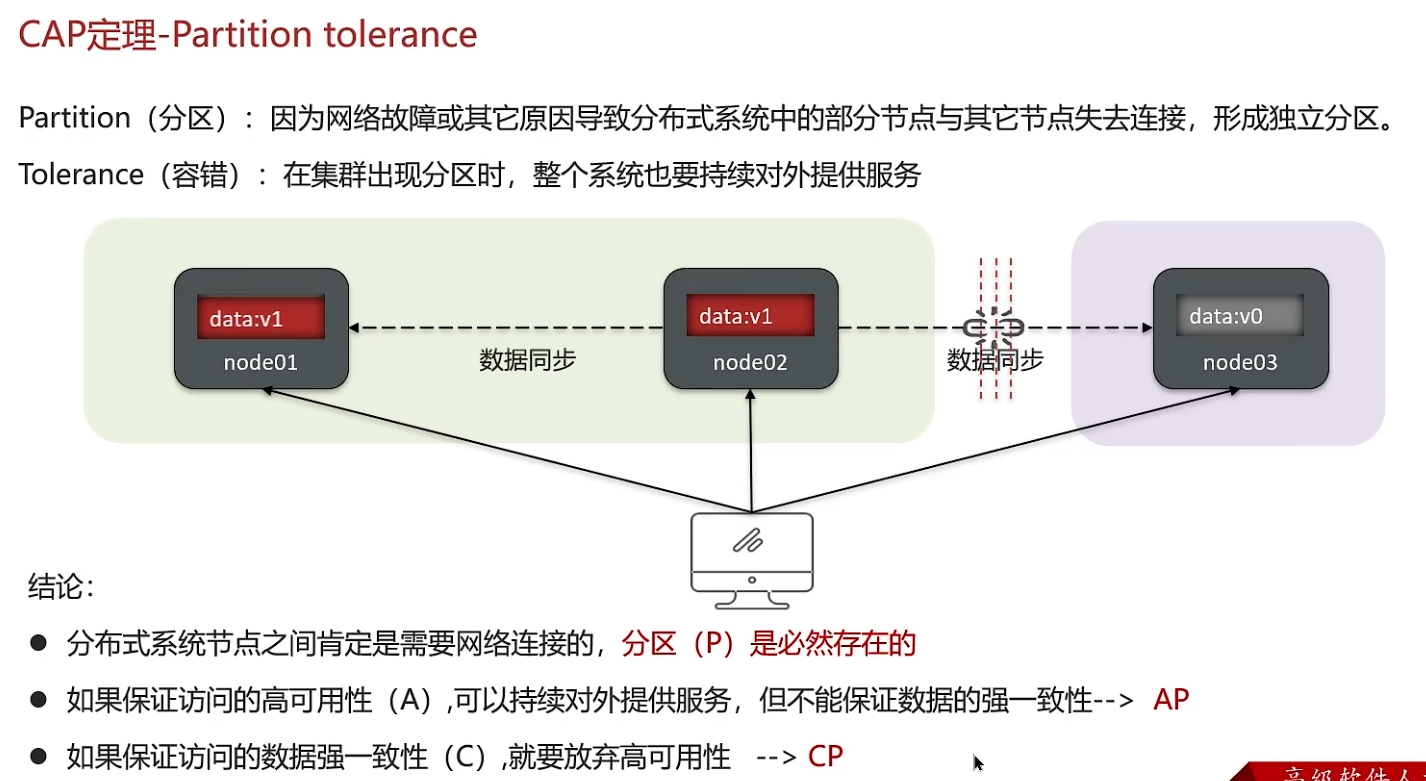 CAP定理-Partition tolerance
Partition（分区）：因为网络故障或其它原因导致分布式系统中的部分节点与其它节点失去连接，形成独立分区。
Tolerance（容错）：在集群出现分区时，整个系统也要持续对外提供服务
data:v1
node01
数据同步
data:v1
node02
数据同步
data:v0
node03
结论：
● 分布式系统节点之间肯定是需要网络连接的，分区（P）是必然存在的
● 如果保证访问的高可用性（A）,可以持续对外提供服务，但不能保证数据的强一致性--> AP
● 如果保证访问的数据强一致性（C）,就要放弃高可用性 --> CP
高级软件人